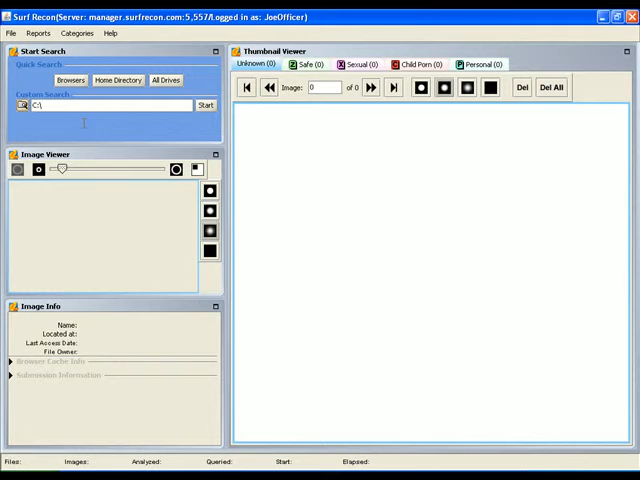 Surf Recon(Server: manager.surfrecon.com:5,557/Logged in as: JoeOfficer)
File Reports Categories Help
Start Search
Quick Search
Browsers Home Directory All Drives
Custom Search
C:\ Start
Image Viewer
Image Info
Name:
Located at:
Last Access Date:
File Owner:
Browser Cache Info
Submission Information
Thumbnail Viewer
Unknown (0) Z Safe (0) X Sexual (0) C Child Porn (0) P Personal (0)
Image: 0 of 0 Del Del All
Files: Images: Analyzed: Queried: Start: Elapsed: